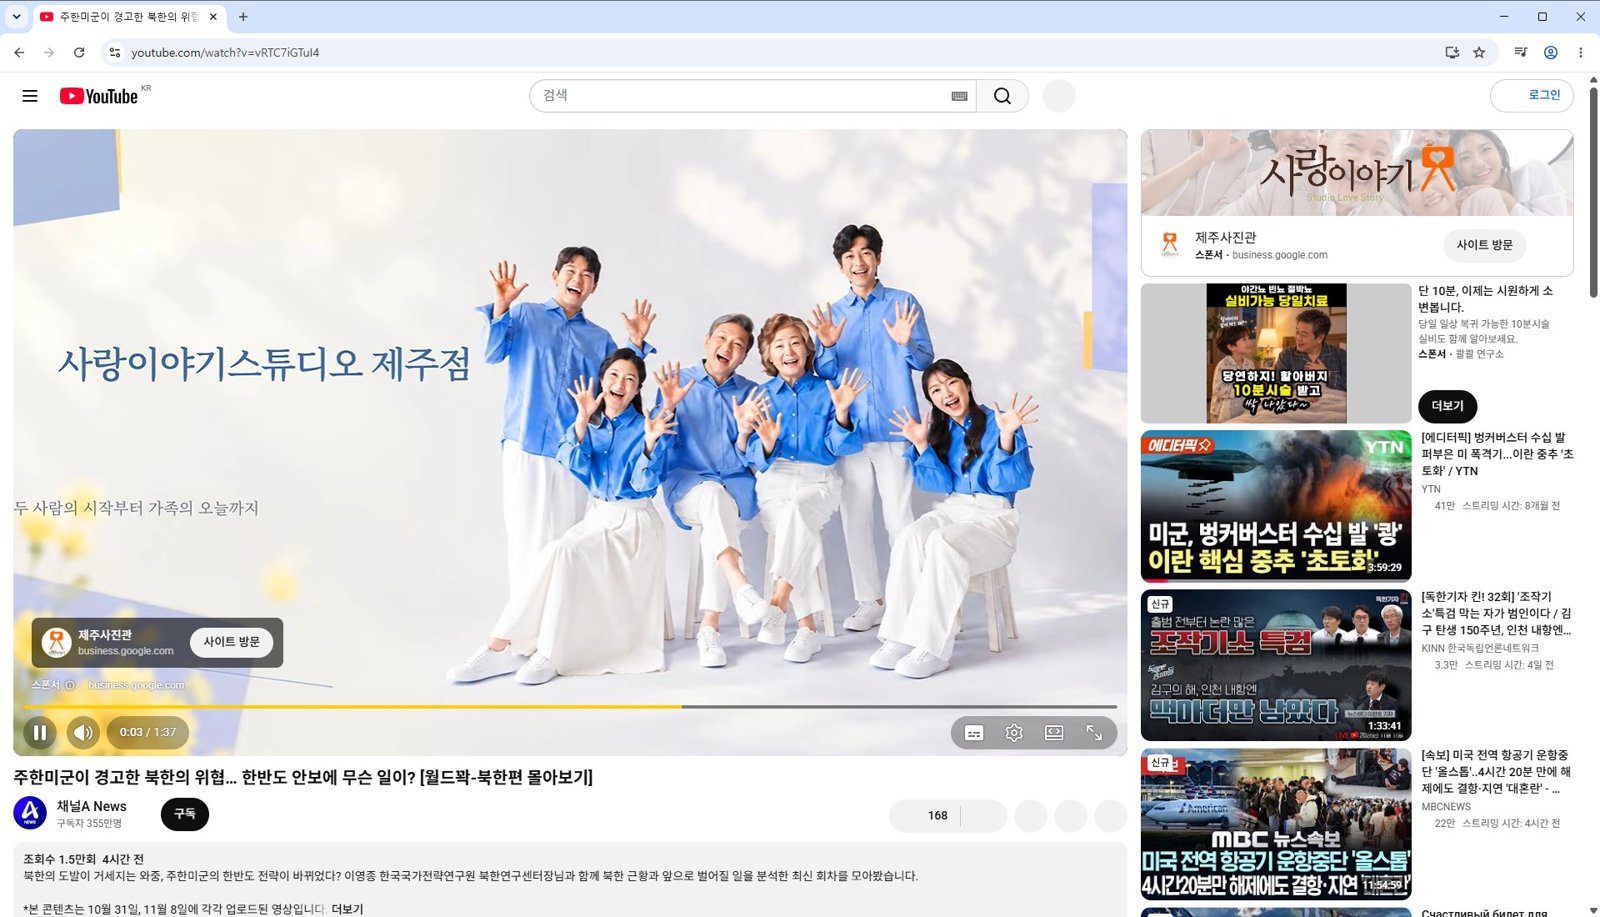 주한미군이 경고한 북한의 위협
youtube.com/watch?v=vRTC7iGTuI4
YouTube KR
검색
로그인
사랑이야기스튜디오 제주점
두 사람의 시작부터 가족의 오늘까지
제주사진관
business.google.com
사이트 방문
스폰서
business.google.com
0:03 / 1:37
주한미군이 경고한 북한의 위협... 한반도 안보에 무슨 일이? [월드꽉-북한편 몰아보기]
채널A News
구독자 355만명
구독
168
조회수 1.5만회 4시간 전
북한의 도발이 거세지는 와중, 주한미군의 한반도 전략이 바뀌었다? 이영종 한국국가전략연구원 북한연구센터장님과 함께 북한 근황과 앞으로 벌어질 일을 분석한 최신 회차를 모아봤습니다.
*본 콘텐츠는 10월 31일, 11월 8일에 각각 업로드된 영상입니다. 더보기
사랑이야기
Studio Love Story
제주사진관
스폰서 · business.google.com
사이트 방문
야간뇨 빈뇨 절박뇨
실비가능 당일치료
당연하지! 할아버지
10분시술 받고
싹 나았다~
단 10분, 이제는 시원하게 소
변봅니다.
당일 일상 복귀 가능한 10분시술
실비도 함께 알아보세요.
스폰서 · 콸콸 연구소
더보기
에디터픽
YTN
미군, 벙커버스터 수십 발 '쾅'
이란 핵심 중추 '초토화'
3:59:29
[에디터픽] 벙커버스터 수십 발
퍼부은 미 폭격기...이란 중추 '초
토화' / YTN
YTN
41만 스트리밍 시간: 8개월 전
신규
독한기자
출범 전부터 논란 많은
조작기소 특검
김구의 해, 인천 내항엔
맥아더만 남았다
1:33:41
[독한기자 킨! 32회] '조작기
소'특검 막는 자가 범인이다 / 김
구 탄생 150주년, 인천 내항엔...
KINN 한국독립언론네트워크
3.3만 스트리밍 시간: 4일 전
신규
American
MBC 뉴스속보
미국 전역 항공기 운항중단 '올스톱'
4시간20분만 해제에도 결항·지연
11:54:59
[속보] 미국 전역 항공기 운항중
단 '올스톱'..4시간 20분 만에 해
제에도 결항·지연 '대혼란' - ...
MBCNEWS
22만 스트리밍 시간: 4시간 전
Счастливый билет для